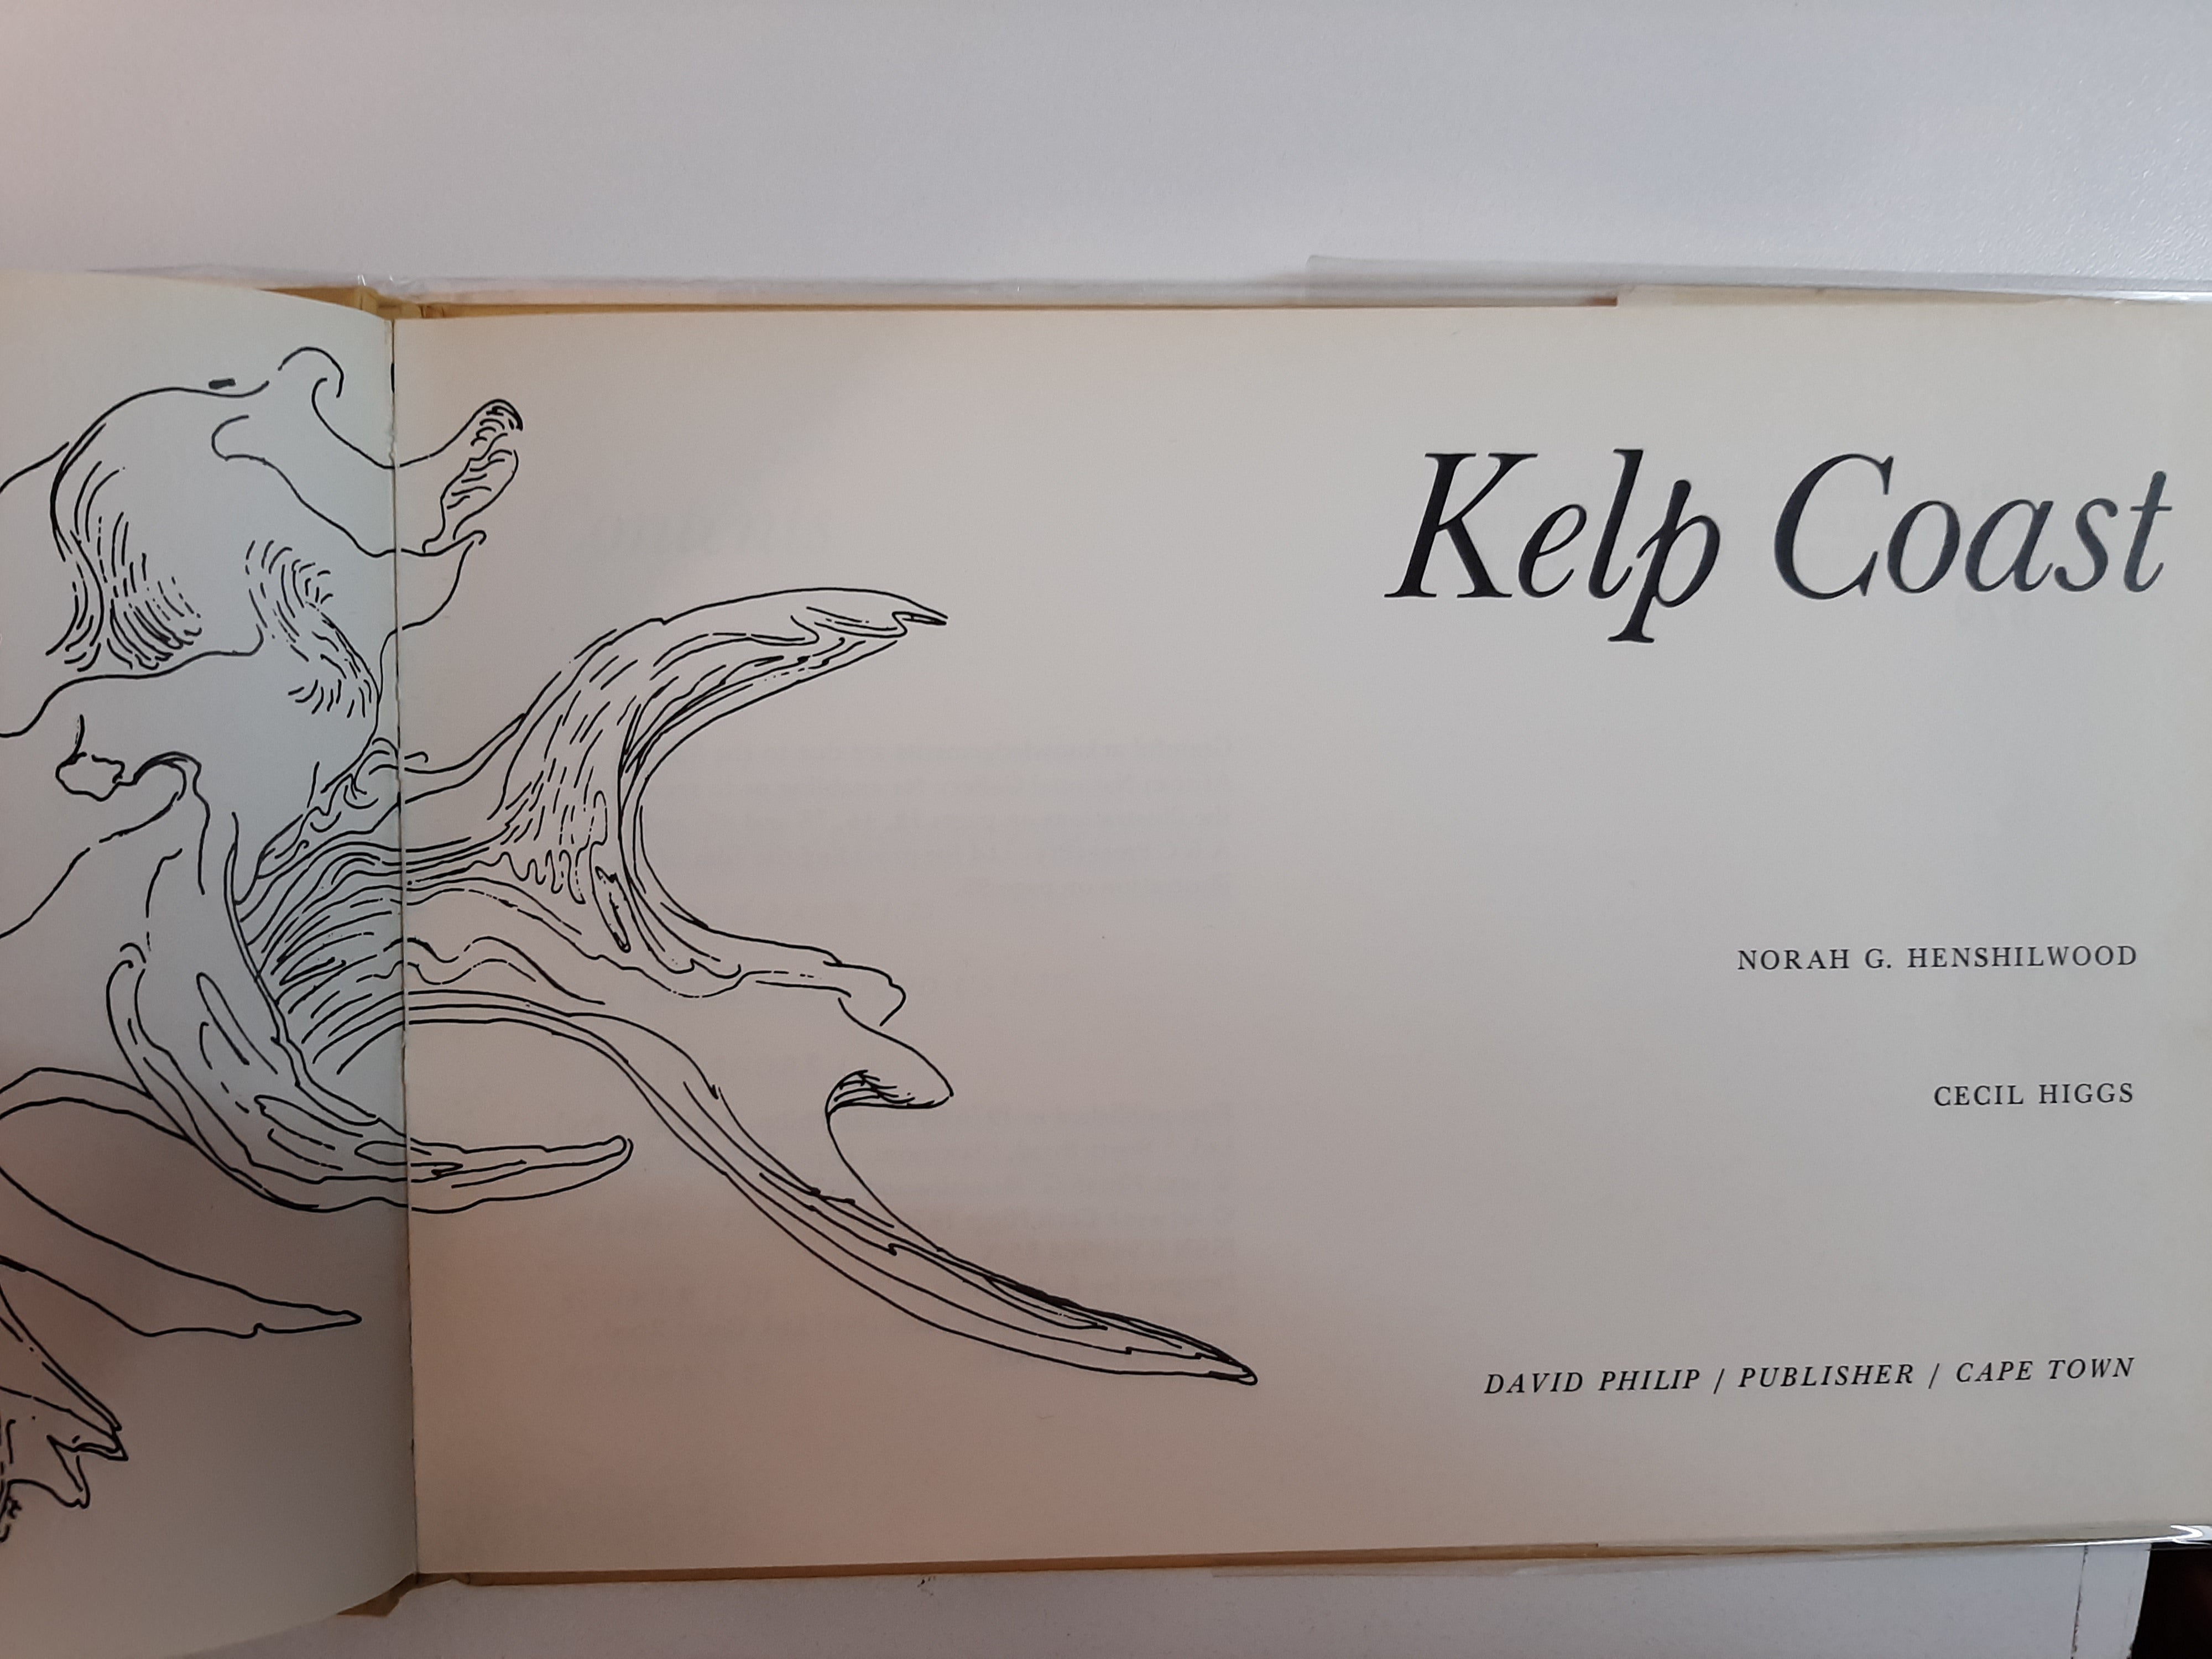 Kelp Coast
NORAH G. HENSHILWOOD
CECIL HIGGS
DAVID PHILIP / PUBLISHER / CAPE TOWN